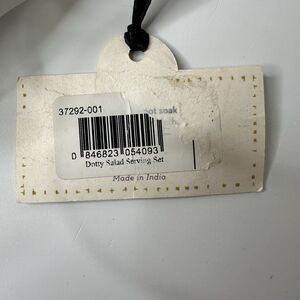 37292-001
not soak
0 846823 054093
Dotty Salad Serving Set
Made in India